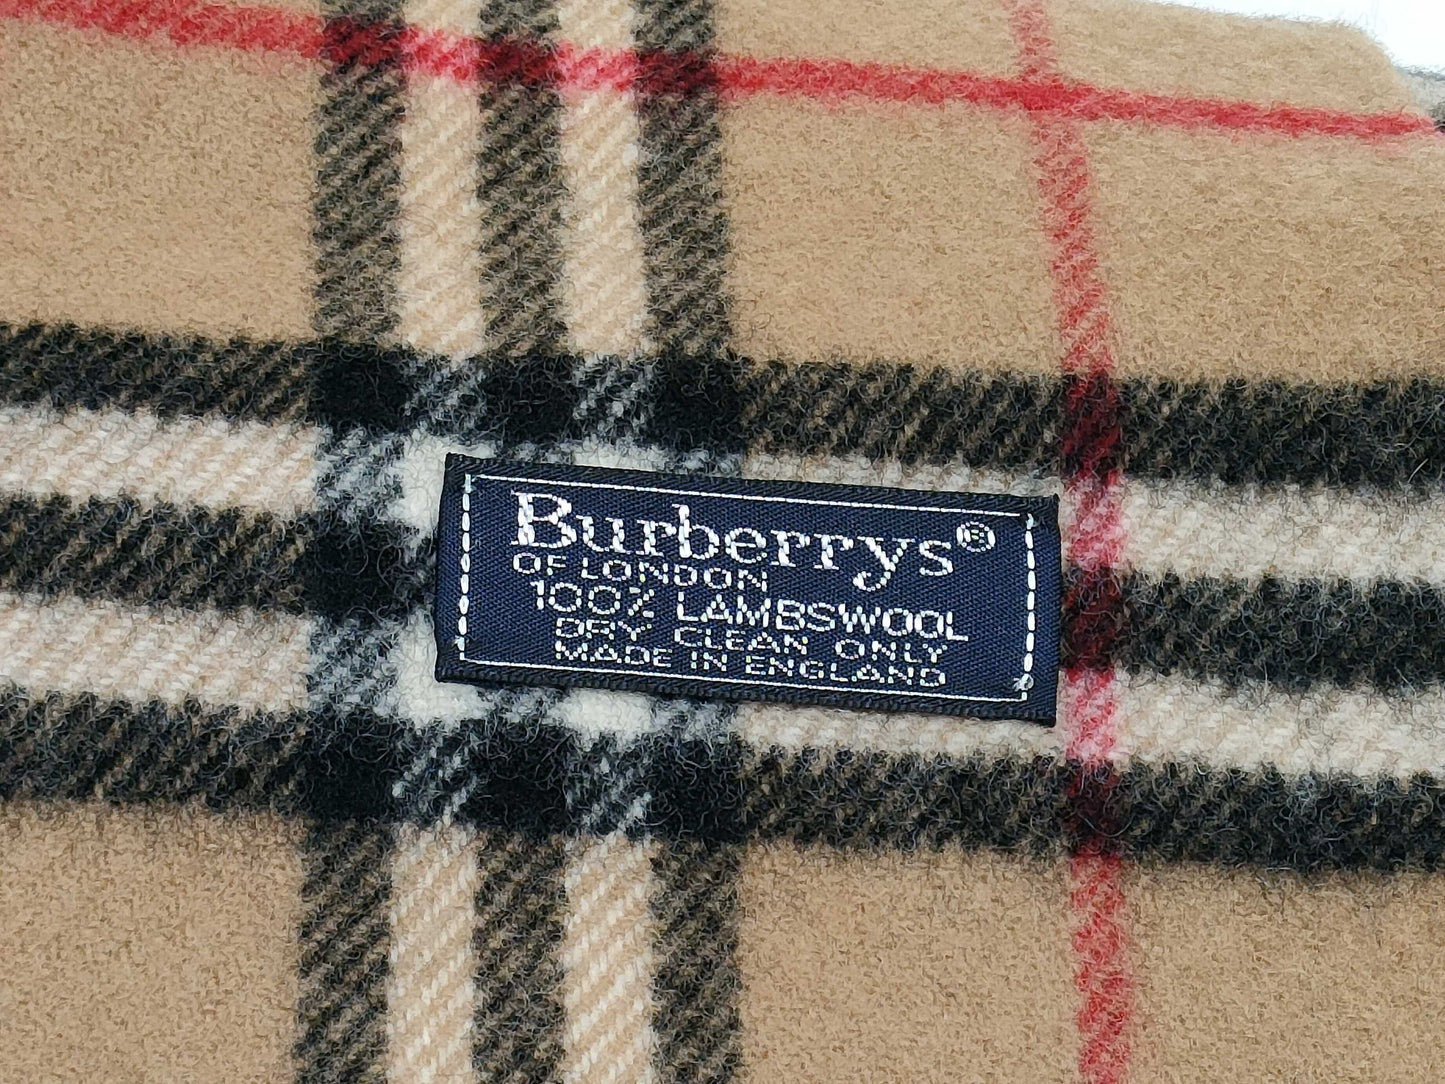 Burberrys®
OF LONDON
100% LAMBSWOOL
DRY CLEAN ONLY
MADE IN ENGLAND